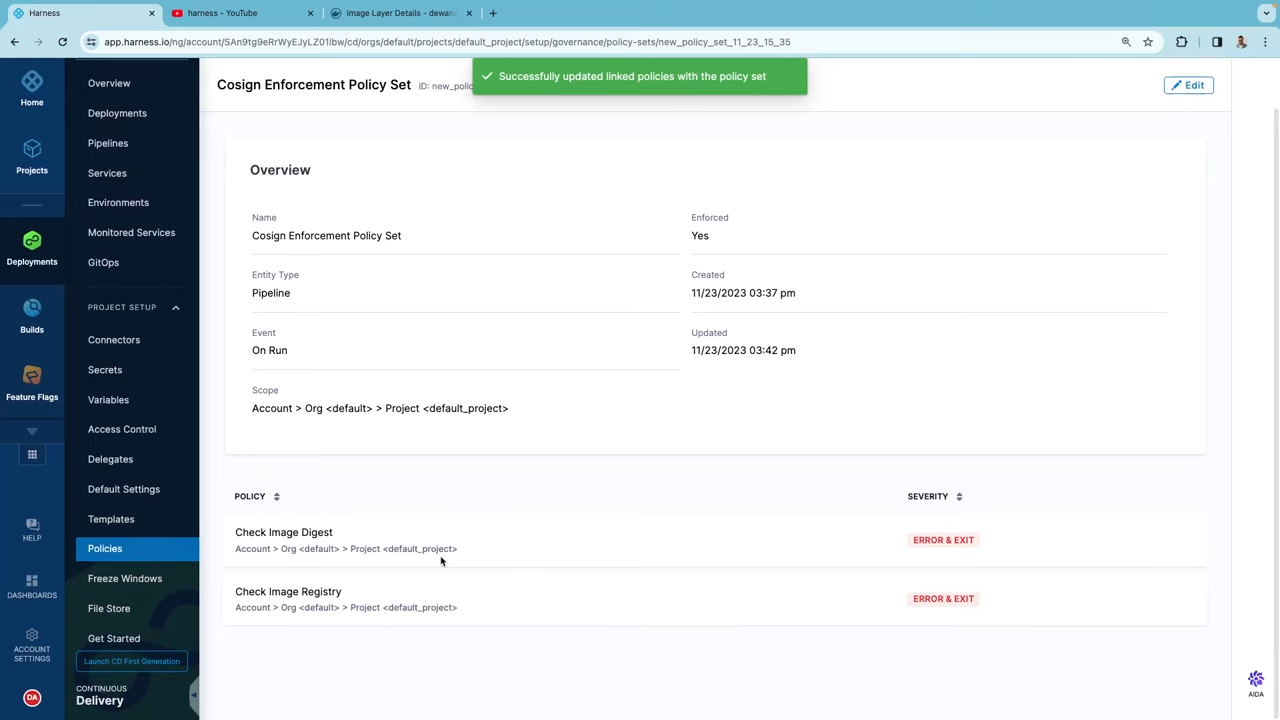 Harness
harness - YouTube
Image Layer Details - dewan
app.harness.io/ng/account/SAn9tg9eRrWyEJyLZ01ibw/cd/orgs/default/projects/default_project/setup/governance/policy-sets/new_policy_set_11_23_15_35
Home
Projects
Deployments
Builds
Feature Flags
HELP
DASHBOARDS
ACCOUNT
SETTINGS
DA
Overview
Deployments
Pipelines
Services
Environments
Monitored Services
GitOps
PROJECT SETUP
Connectors
Secrets
Variables
Access Control
Delegates
Default Settings
Templates
Policies
Freeze Windows
File Store
Get Started
Launch CD First Generation
CONTINUOUS
Delivery
Cosign Enforcement Policy Set ID: new_polic
Successfully updated linked policies with the policy set
Edit
Overview
Name
Cosign Enforcement Policy Set
Enforced
Yes
Entity Type
Pipeline
Created
11/23/2023 03:37 pm
Event
On Run
Updated
11/23/2023 03:42 pm
Scope
Account > Org <default> > Project <default_project>
POLICY SEVERITY
Check Image Digest
Account > Org <default> > Project <default_project>
ERROR & EXIT
Check Image Registry
Account > Org <default> > Project <default_project>
ERROR & EXIT
AIDA